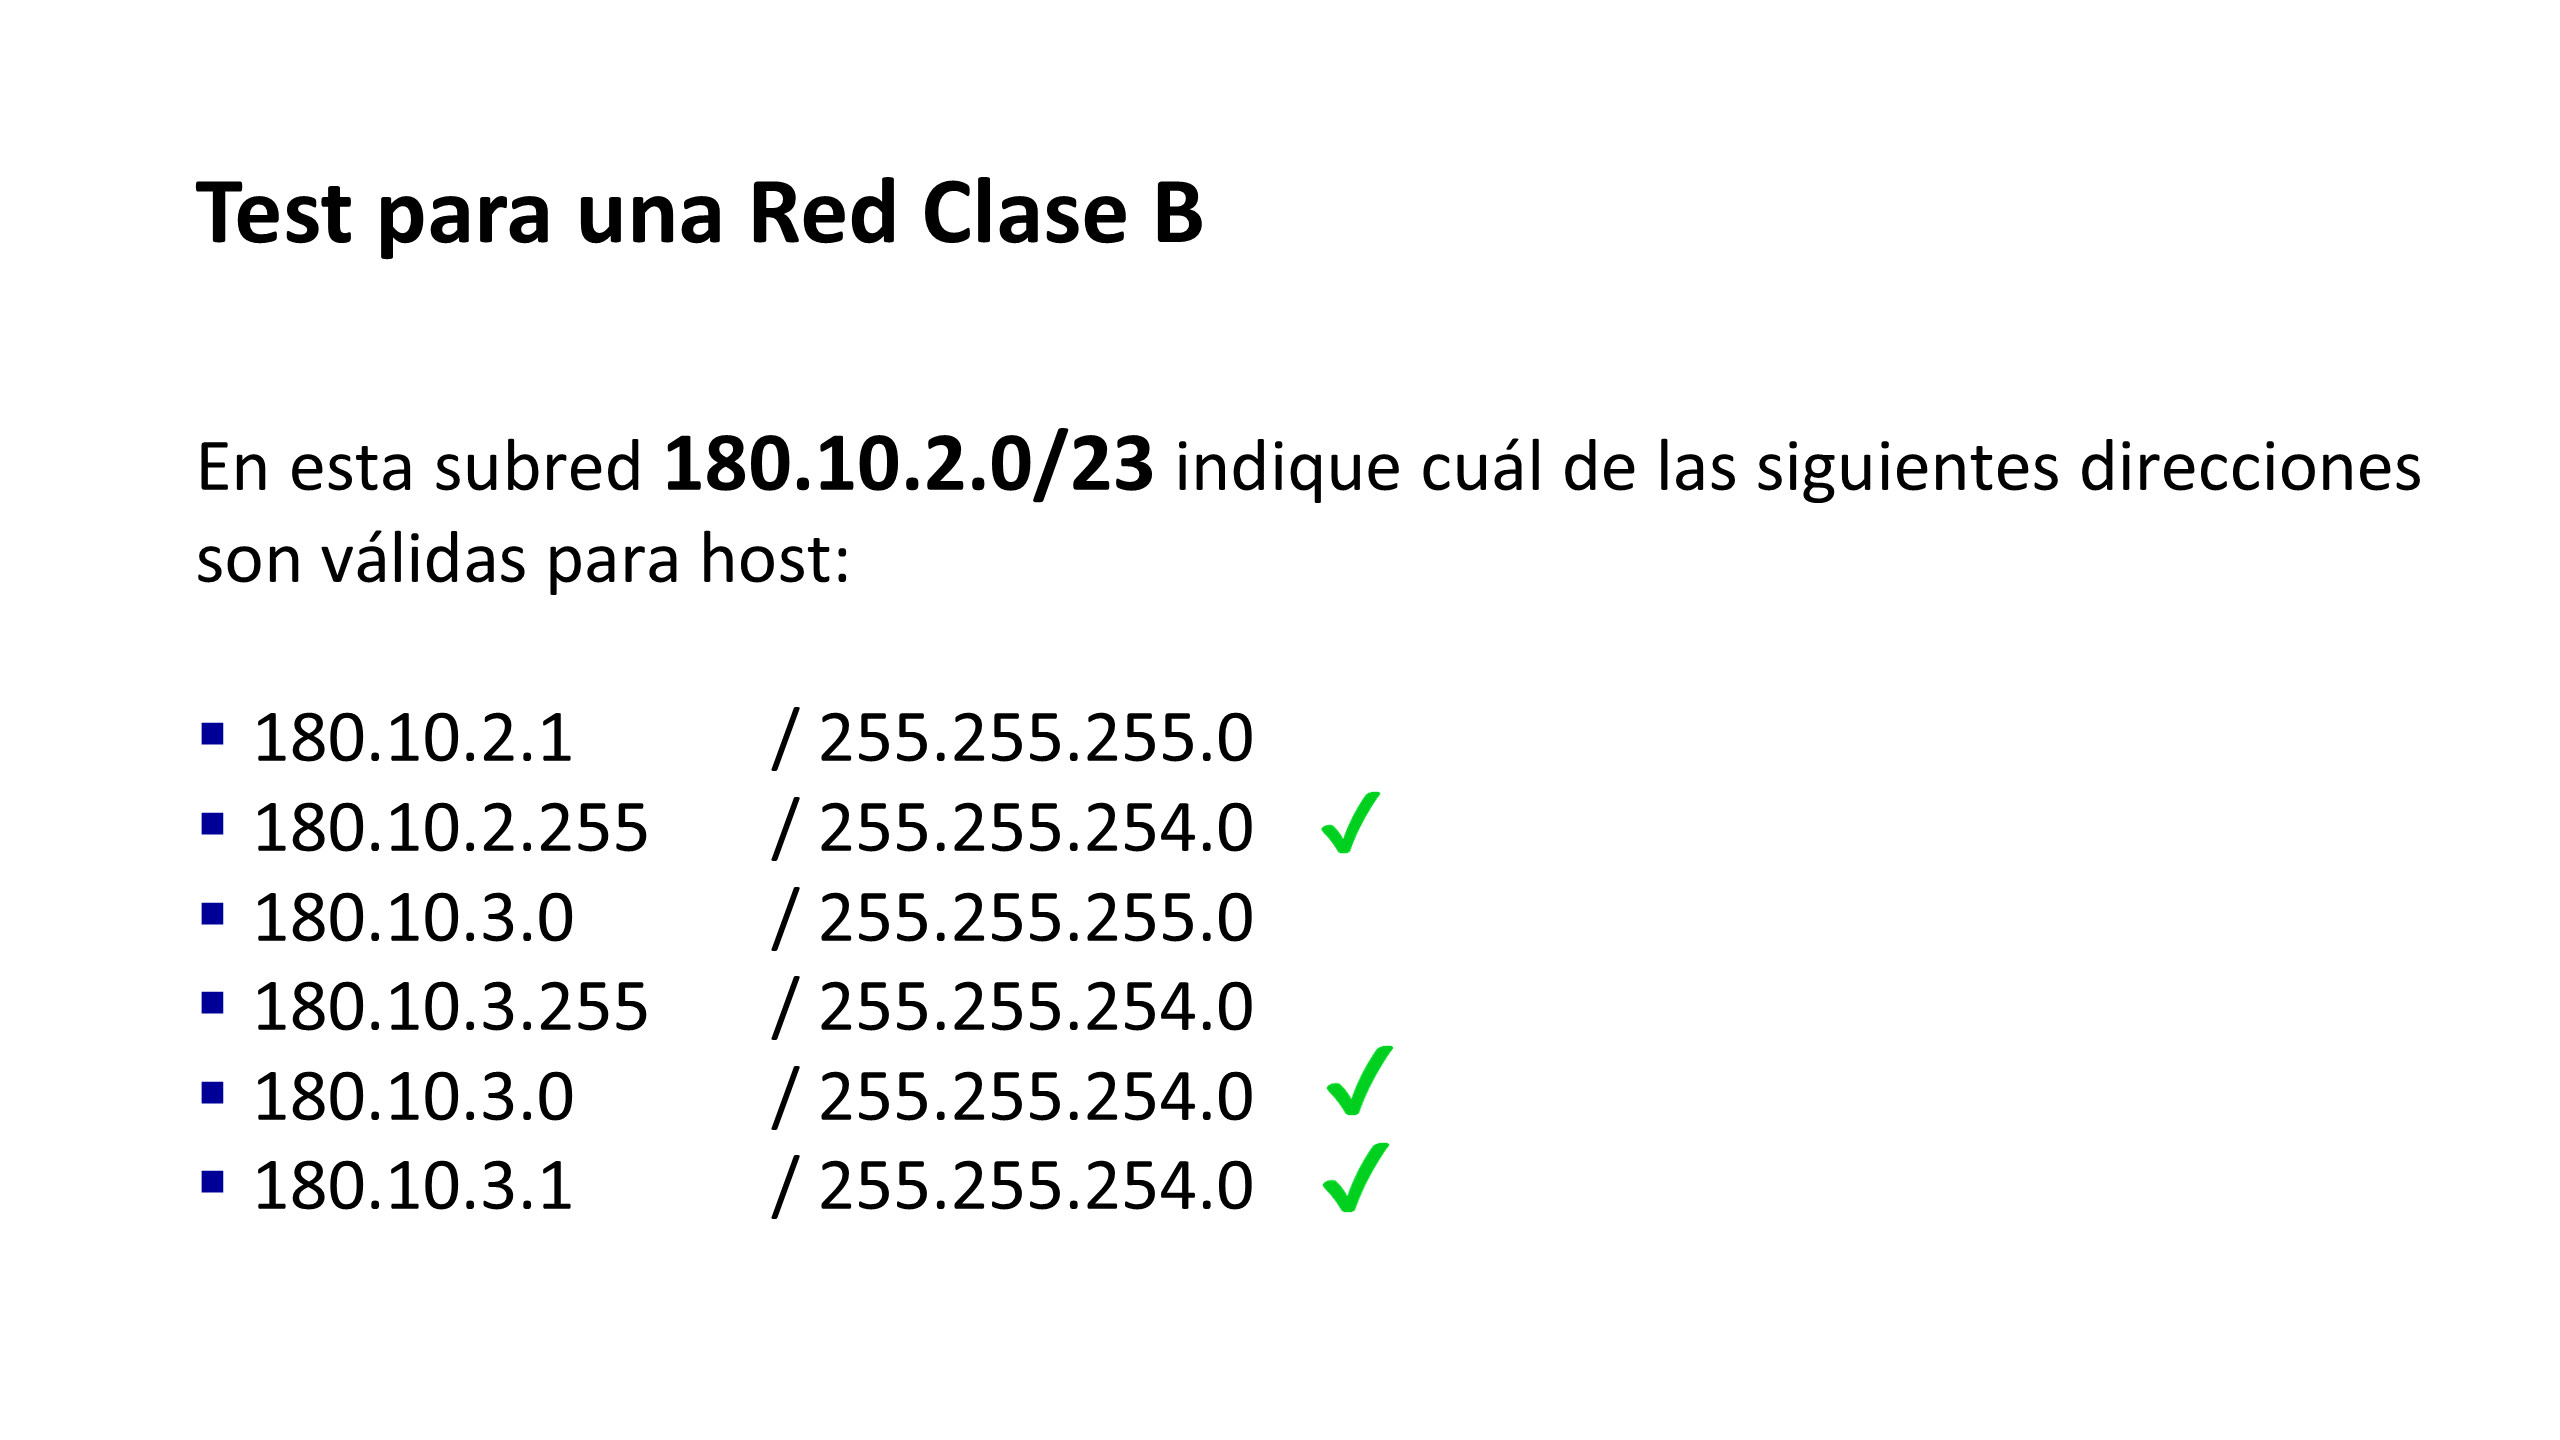 Test para una Red Clase B
En esta subred 180.10.2.0/23 indique cuál de las siguientes direcciones
son válidas para host:
▪ 180.10.2.1 / 255.255.255.0
▪ 180.10.2.255 / 255.255.254.0 ✓
▪ 180.10.3.0 / 255.255.255.0
▪ 180.10.3.255 / 255.255.254.0
▪ 180.10.3.0 / 255.255.254.0 ✓
▪ 180.10.3.1 / 255.255.254.0 ✓